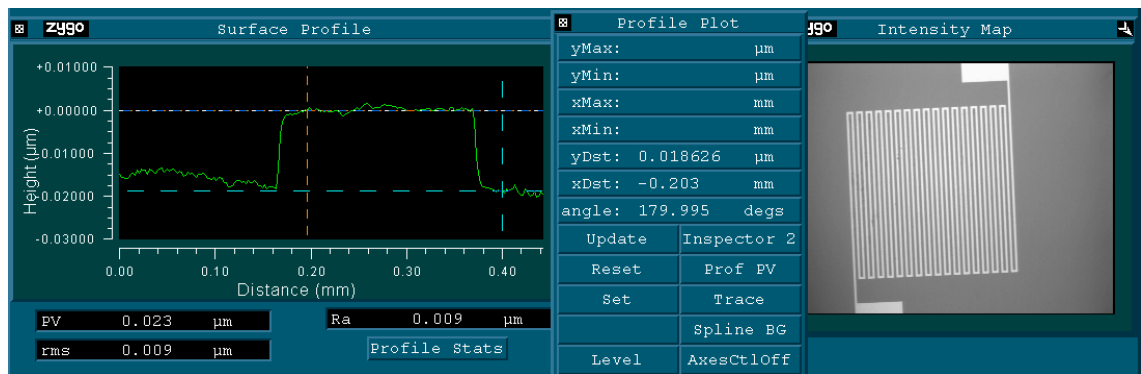 zygo Surface Profile
+0.01000
+0.00000
-0.01000
-0.02000
-0.03000
Height (µm)
0.00 0.10 0.20 0.30 0.40
Distance (mm)
PV 0.023 µm
rms 0.009 µm
Ra 0.009 µm
Profile Stats
Profile Plot
yMax: µm
yMin: µm
xMax: mm
xMin: mm
yDst: 0.018626 µm
xDst: -0.203 mm
angle: 179.995 degs
Update Inspector 2
Reset Prof PV
Set Trace
Spline BG
Level AxesCtlOff
ygo Intensity Map